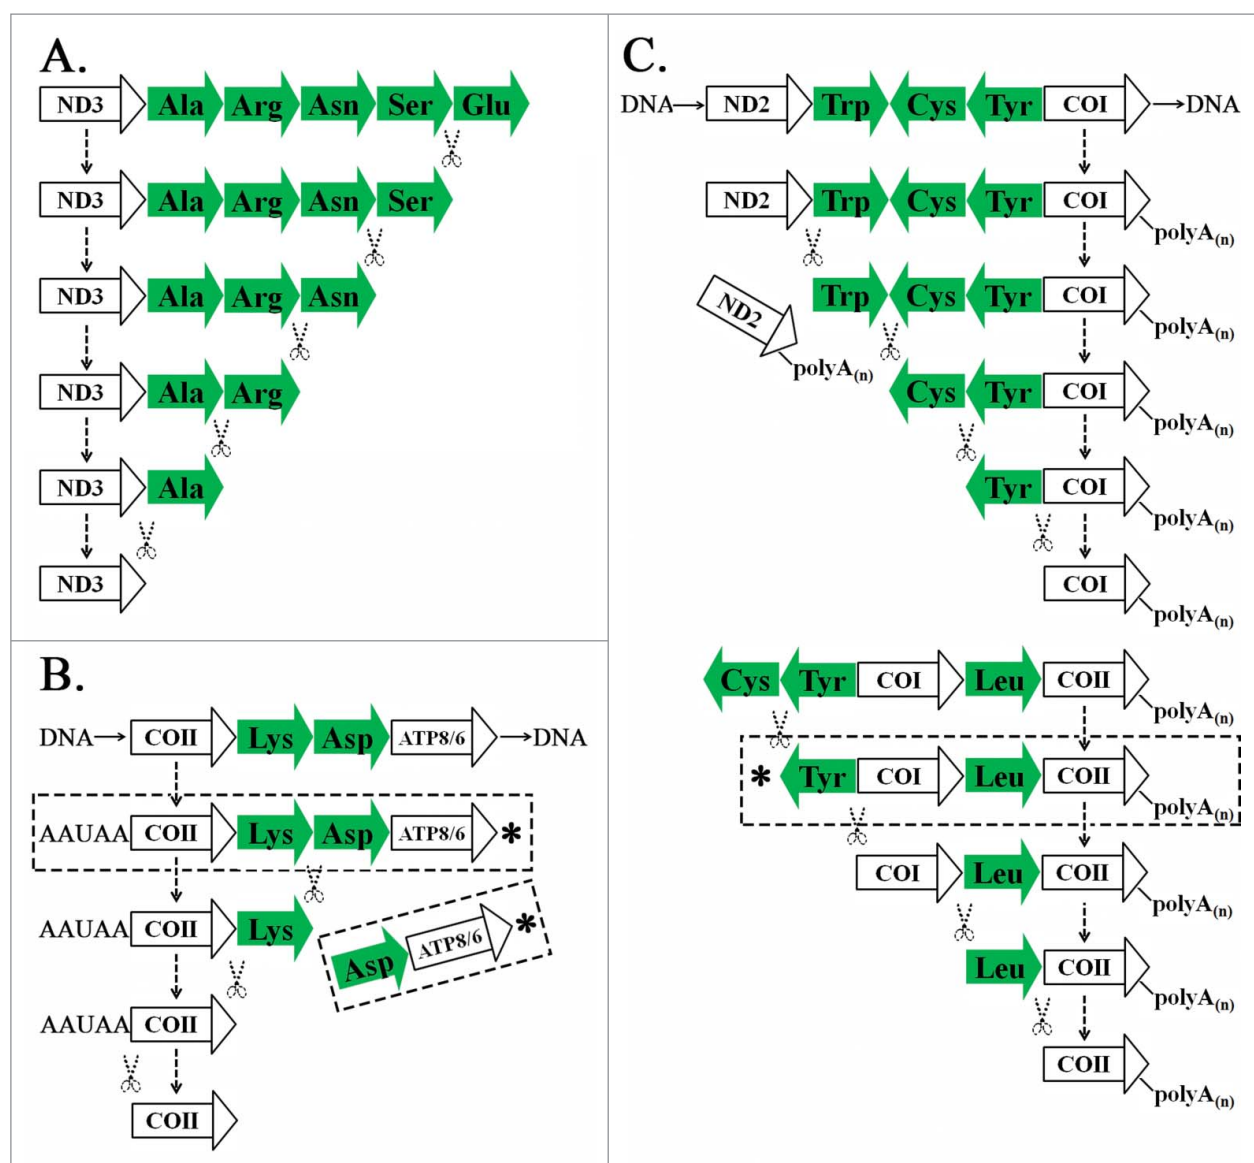 A.
ND3 Ala Arg Asn Ser Glu
ND3 Ala Arg Asn Ser
ND3 Ala Arg Asn
ND3 Ala Arg
ND3 Ala
ND3
B.
DNA COII Lys Asp ATP8/6 DNA
AAUAA COII Lys Asp ATP8/6 *
AAUAA COII Lys
Asp ATP8/6 *
AAUAA COII
COII
C.
DNA ND2 Trp Cys Tyr COI DNA
ND2 Trp Cys Tyr COI
polyA(n)
Trp Cys Tyr COI
polyA(n)
ND2
polyA(n)
Cys Tyr COI
polyA(n)
Tyr COI
polyA(n)
COI
polyA(n)
Cys Tyr COI Leu COII
polyA(n)
* Tyr COI Leu COII
polyA(n)
COI Leu COII
polyA(n)
Leu COII
polyA(n)
COII
polyA(n)